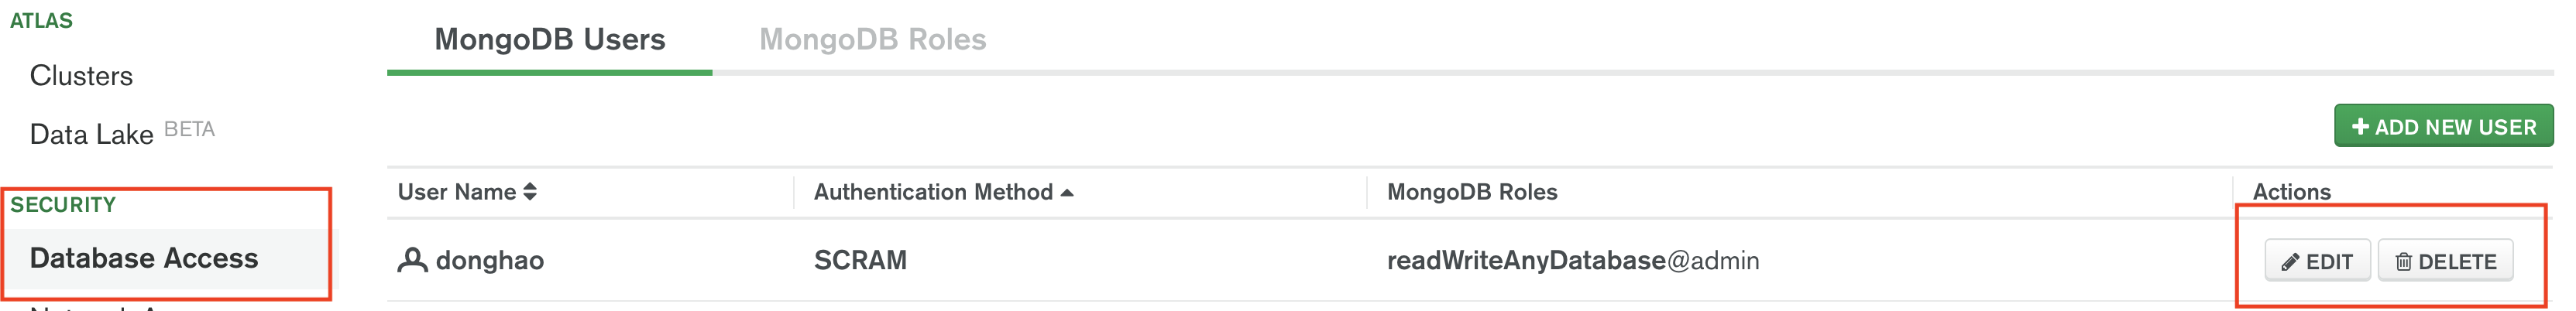 ATLAS
Clusters
Data Lake BETA
SECURITY
Database Access
MongoDB Users MongoDB Roles
+ ADD NEW USER
User Name Authentication Method MongoDB Roles Actions
donghao SCRAM readWriteAnyDatabase@admin EDIT DELETE